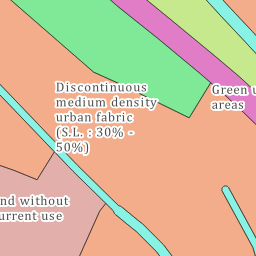 Discontinuous
medium density
urban fabric
(S.L. : 30% -
50%)
Green u
areas
nd without
urrent use